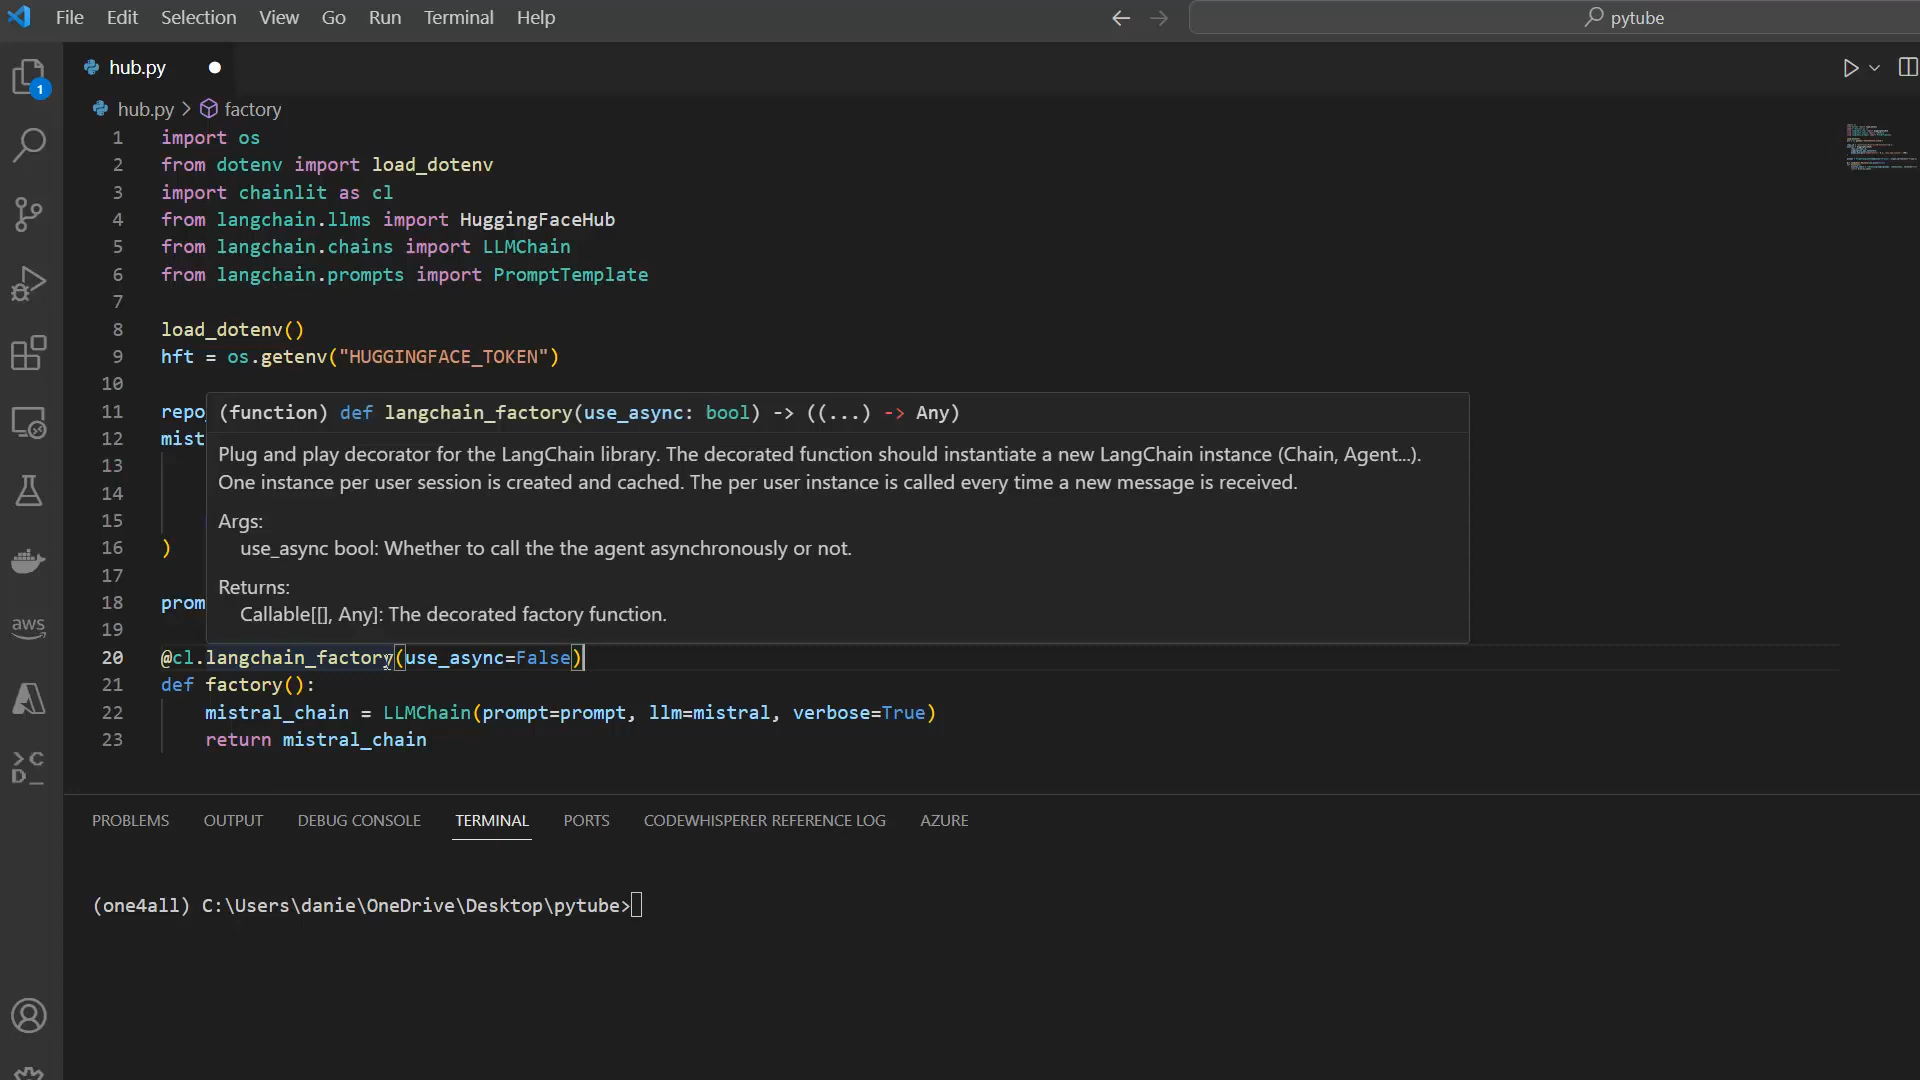 File Edit Selection View Go Run Terminal Help
pytube
hub.py
hub.py > factory
1 import os
2 from dotenv import load_dotenv
3 import chainlit as cl
4 from langchain.llms import HuggingFaceHub
5 from langchain.chains import LLMChain
6 from langchain.prompts import PromptTemplate
7
8 load_dotenv()
9 hft = os.getenv("HUGGINGFACE_TOKEN")
10
11 repo
(function) def langchain_factory(use_async: bool) -> ((...) -> Any)
12 mist
Plug and play decorator for the LangChain library. The decorated function should instantiate a new LangChain instance (Chain, Agent...).
13
One instance per user session is created and cached. The per user instance is called every time a new message is received.
14
15
Args:
16 )
use_async bool: Whether to call the the agent asynchronously or not.
17
Returns:
18 prom
Callable[[], Any]: The decorated factory function.
19
20 @cl.langchain_factory(use_async=False)
21 def factory():
22 mistral_chain = LLMChain(prompt=prompt, llm=mistral, verbose=True)
23 return mistral_chain
PROBLEMS OUTPUT DEBUG CONSOLE TERMINAL PORTS CODEWHISPERER REFERENCE LOG AZURE
(one4all) C:\Users\danie\OneDrive\Desktop\pytube>
1
aws